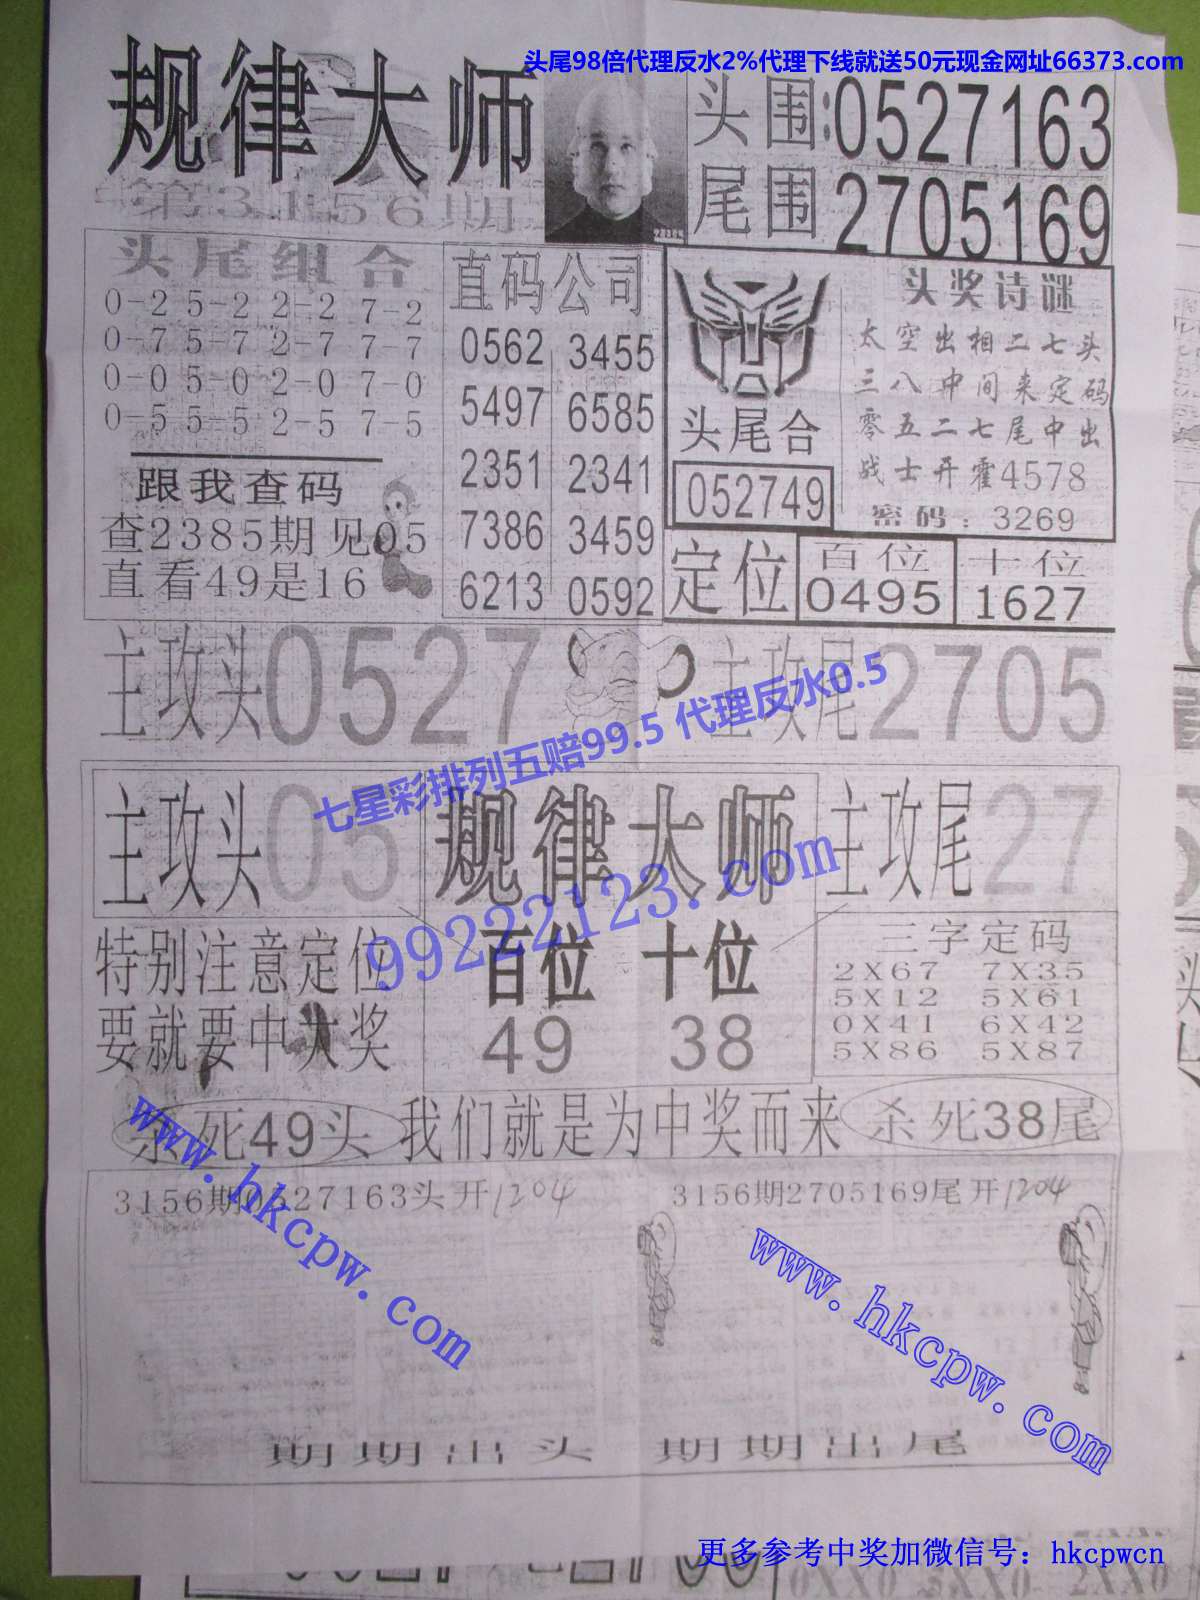 头尾98倍代理反水2%代理下线就送50元现金网址66373.com
规律大师
第3156期
头围:0527163
尾围 2705169
头尾组合
0-2 5-2 2-2 7-2
0-7 5-7 2-7 7-7
0-0 5-0 2-0 7-0
0-5 5-5 2-5 7-5
跟我查码
查2385期见05
直看49是16
直码公司
0562 3455
5497 6585
2351 2341
7386 3459
6213 0592
头尾合
052749
头奖诗谜
太空出相二七头
三八中间来定码
零五二七尾中出
战士开霍4578
密码:3269
定位
百位
0495
十位
1627
主攻头0527
主攻尾2705
七星彩排列五赔99.5 代理反水0.5
主攻头05
规律大师
主攻尾27
99222123.com
特别注意定位
要就要中大奖
百位 十位
49 38
三字定码
2X67 7X35
5X12 5X61
0X41 6X42
5X86 5X87
杀死49头
我们就是为中奖而来
杀死38尾
www.hkcpw.com
3156期0527163头开1204
3156期2705169尾开1204
www.hkcpw.com
期期出头 期期出尾
更多参考中奖加微信号：hkcpwcn
0XX0 5XX0 2XX0